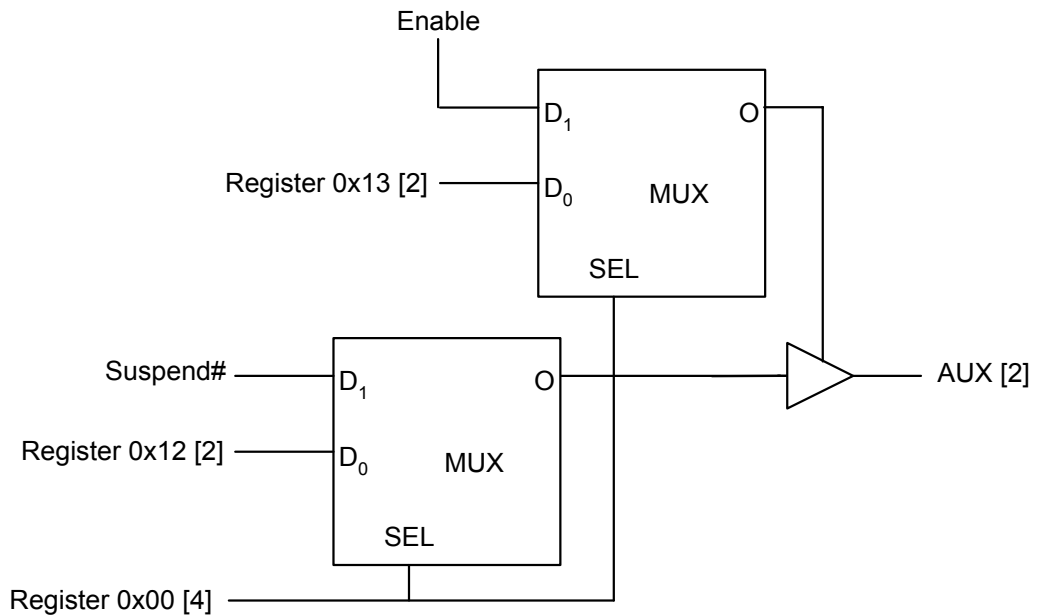 Enable
D1
O
Register 0x13 [2]
D0
MUX
SEL
Suspend#
D1
O
AUX [2]
Register 0x12 [2]
D0
MUX
SEL
Register 0x00 [4]